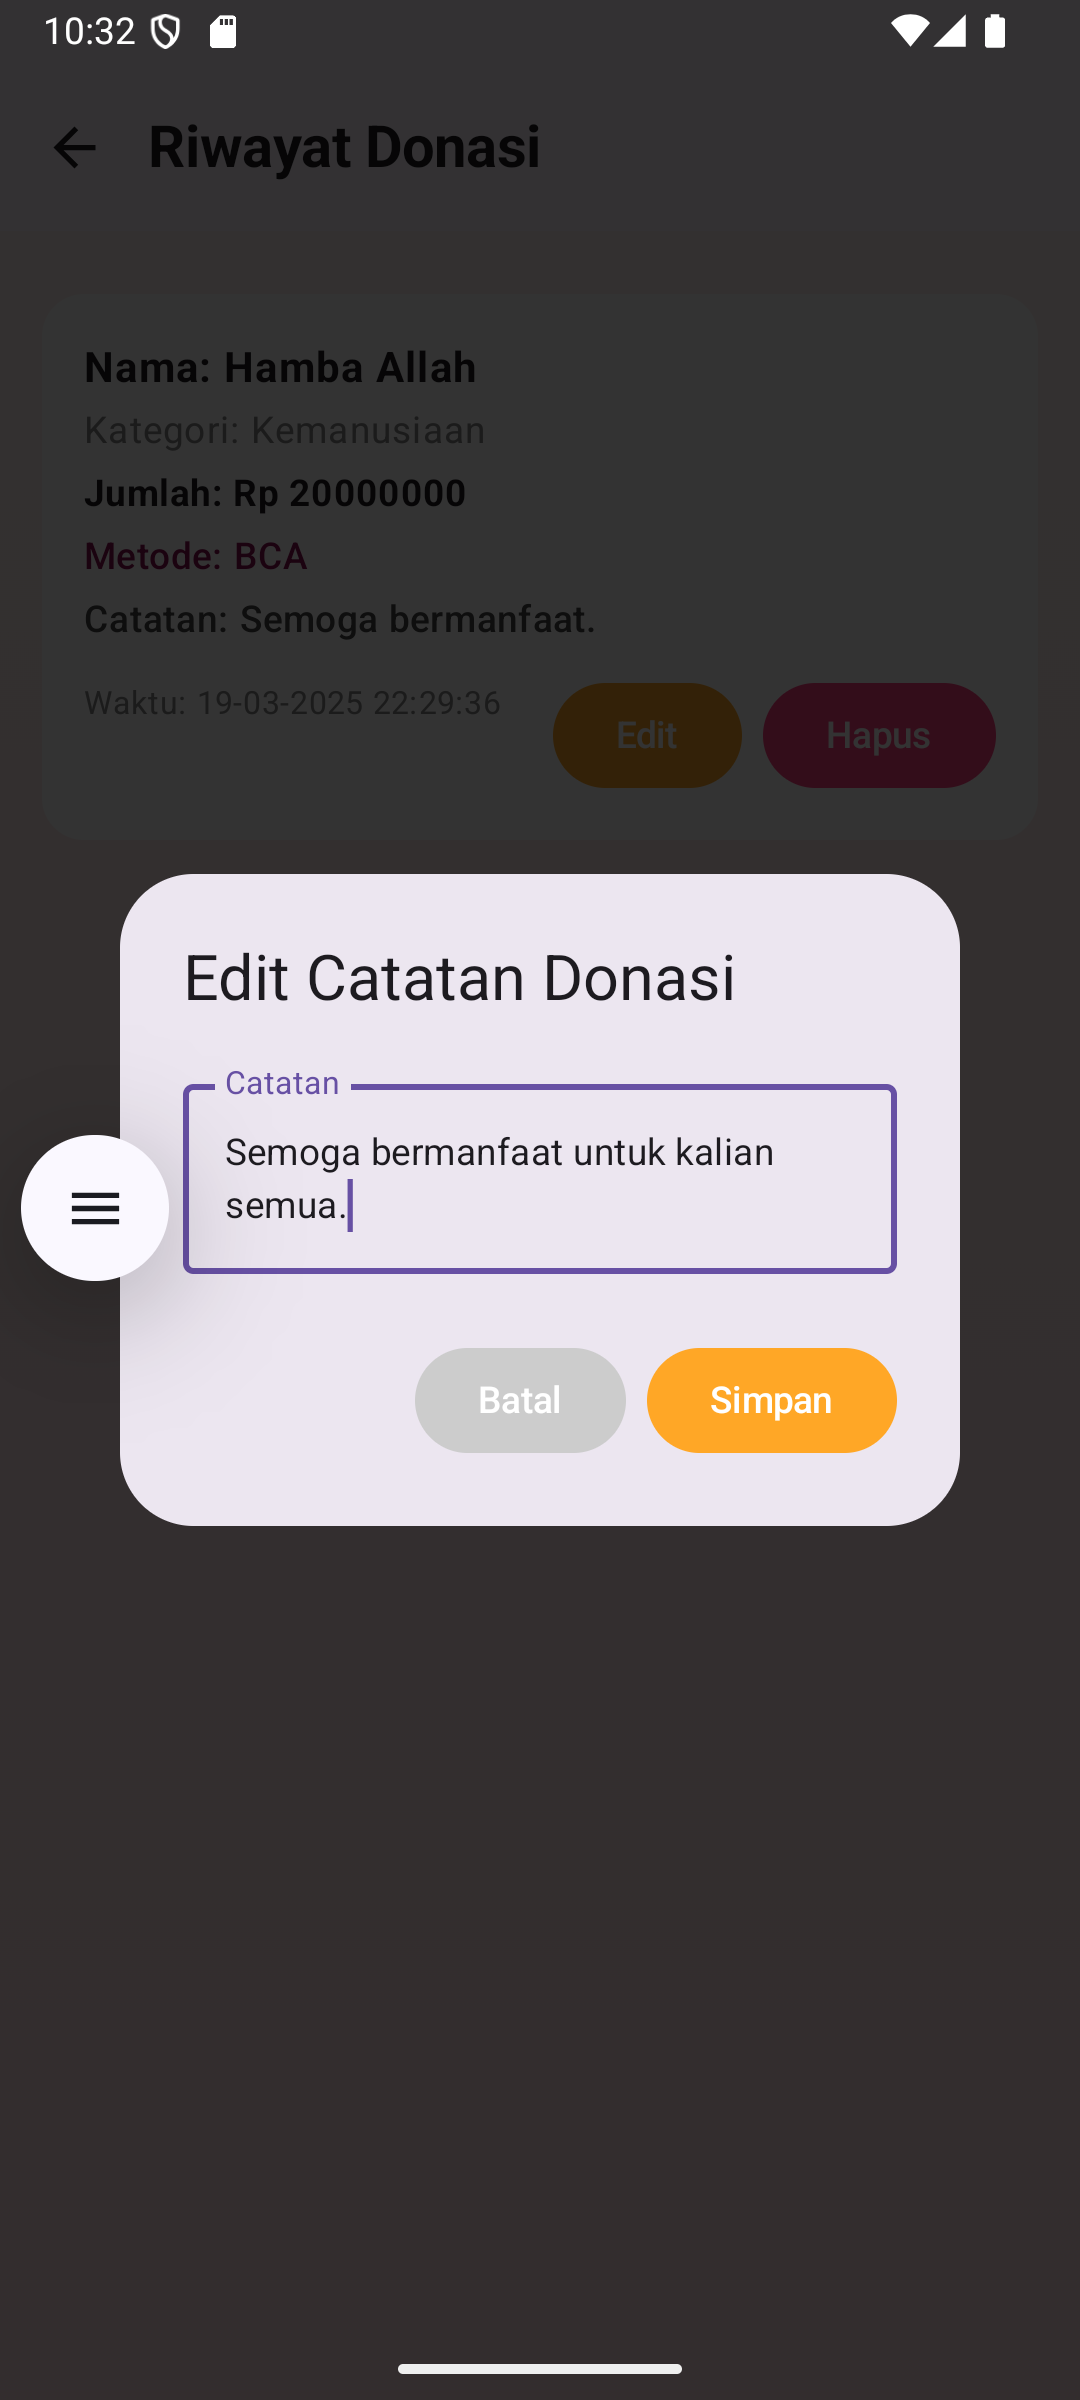 10:32
Riwayat Donasi
Nama: Hamba Allah
Kategori: Kemanusiaan
Jumlah: Rp 20000000
Metode: BCA
Catatan: Semoga bermanfaat.
Waktu: 19-03-2025 22:29:36
Edit
Hapus
Edit Catatan Donasi
Catatan
Semoga bermanfaat untuk kalian
semua.
Batal
Simpan